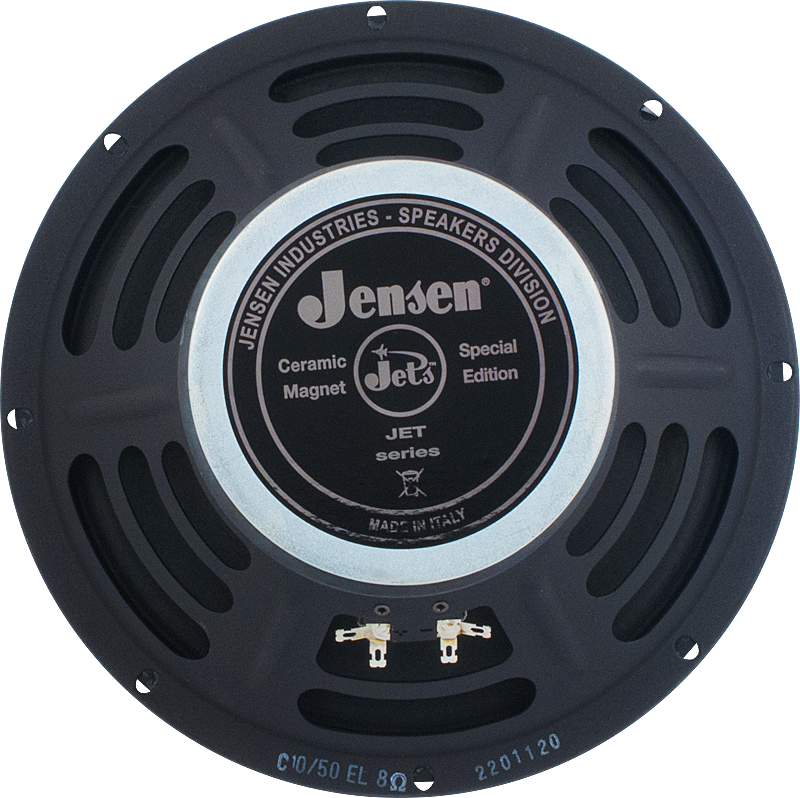 JENSEN INDUSTRIES - SPEAKERS DIVISION
Jensen®
Ceramic
Magnet
Jets™
Special
Edition
JET
series
MADE IN ITALY
+ -
C10/50 EL 8Ω
2201120